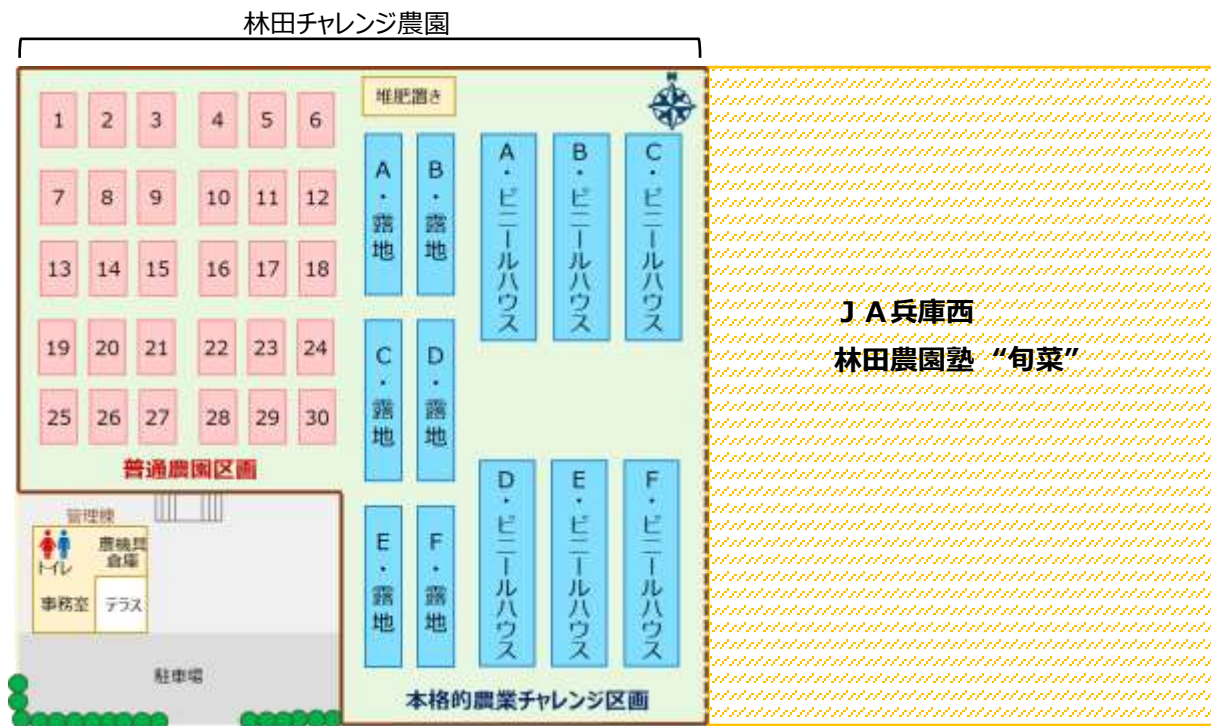 林田チャレンジ農園
堆肥置き
N
1 2 3 4 5 6
7 8 9 10 11 12
13 14 15 16 17 18
19 20 21 22 23 24
25 26 27 28 29 30
普通農園区画
A・露地
B・露地
C・露地
D・露地
E・露地
F・露地
A・ビニールハウス
B・ビニールハウス
C・ビニールハウス
D・ビニールハウス
E・ビニールハウス
F・ビニールハウス
本格的農業チャレンジ区画
管理棟
トイレ
農機具
倉庫
事務室
テラス
駐車場
ＪＡ兵庫西
林田農園塾 “旬菜”